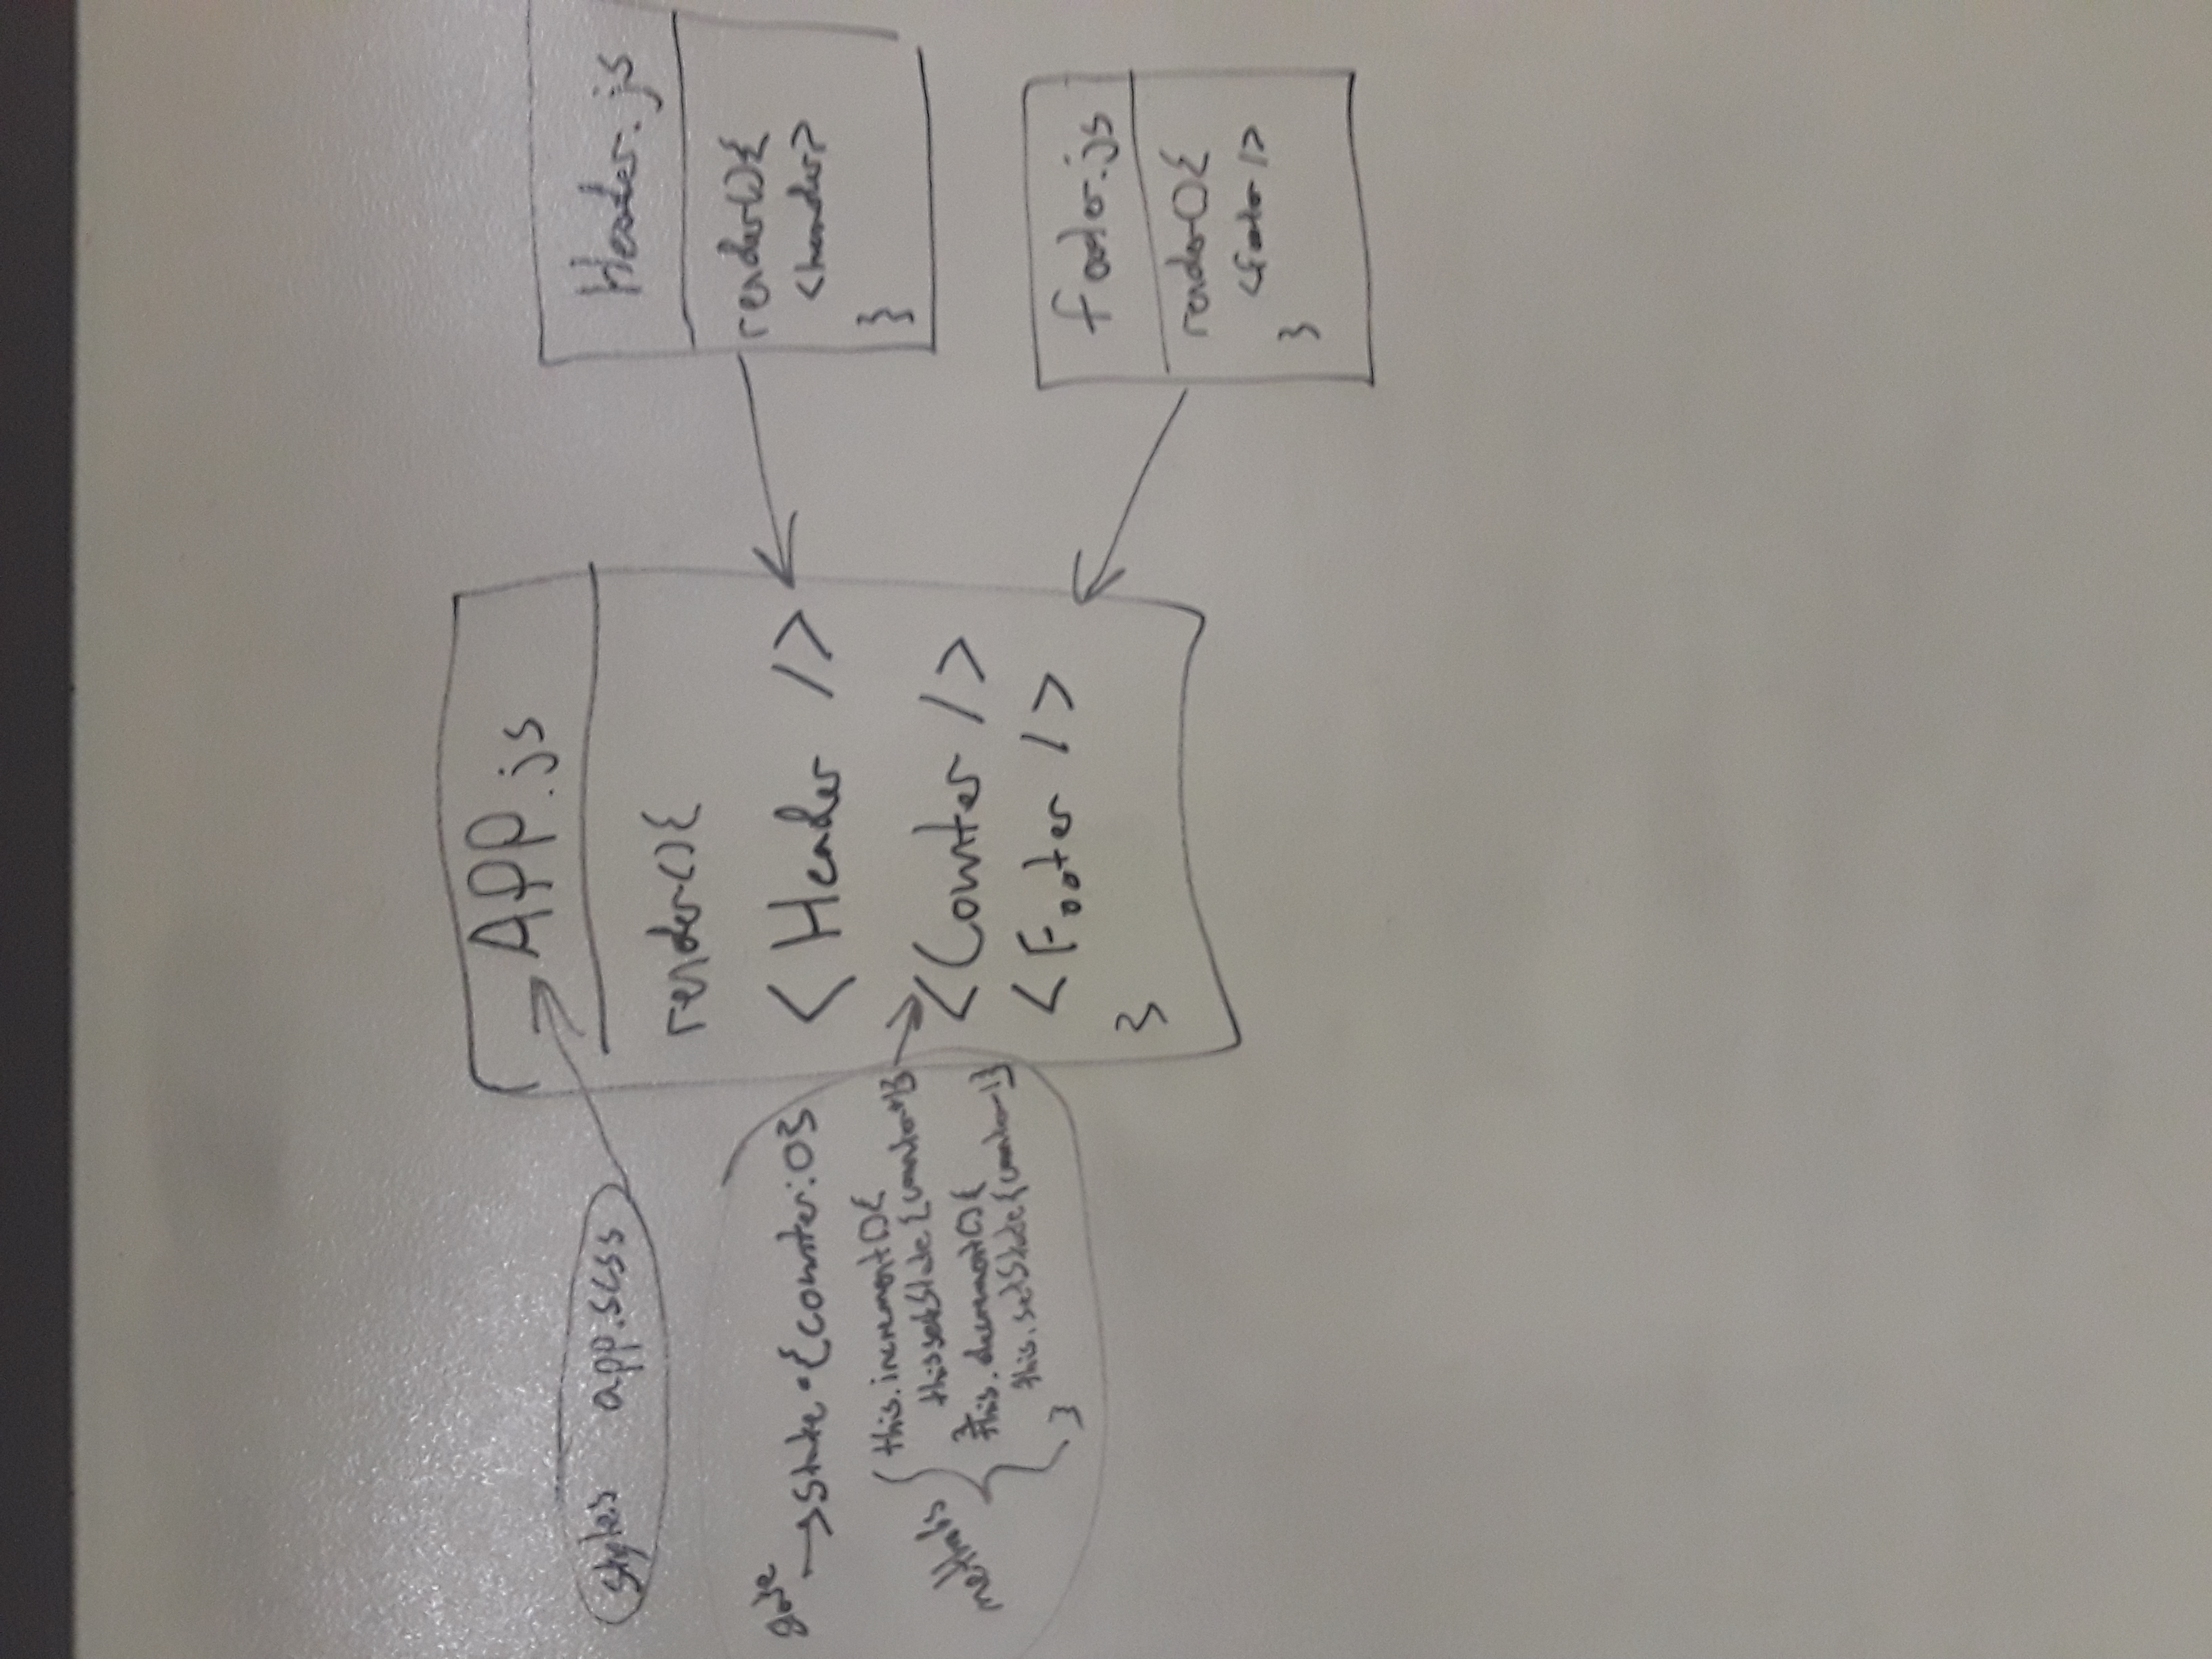 APP.js
render(){
< Header />
<Counter />
<Footer />
}
styles app.scss
state
State = {counter:0}
methods
this.increment(){
this.setState{counter+1}
}
this.decrement(){
this.setState{counter-1}
}
Header.js
render(){
<header>
}
footer.js
render(){
<footer />
}